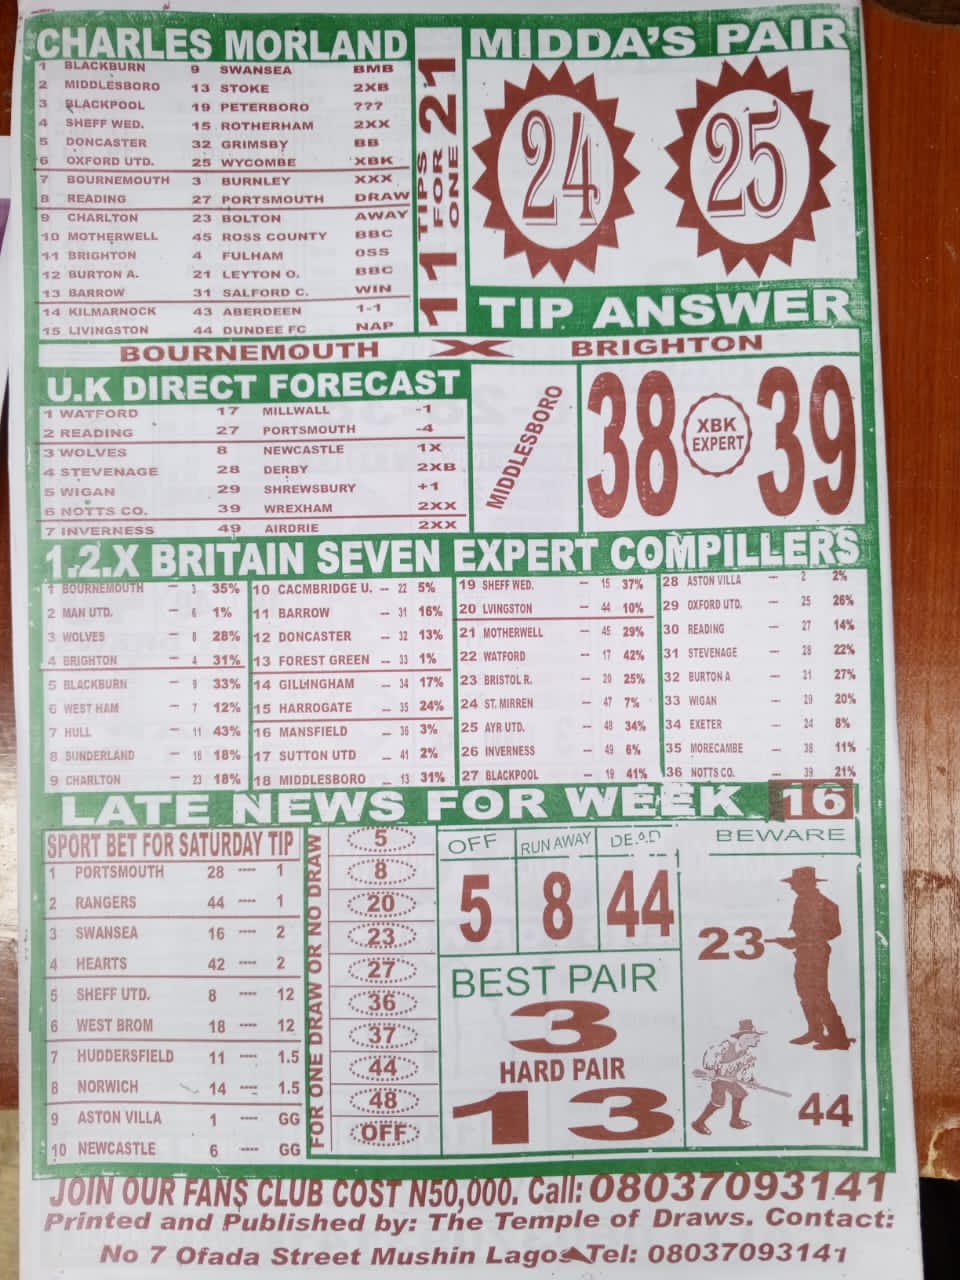 CHARLES MORLAND
1 BLACKBURN 9 SWANSEA BMB
2 MIDDLESBORO 13 STOKE 2XB
3 BLACKPOOL 19 PETERBORO ???
4 SHEFF WED. 15 ROTHERHAM 2XX
5 DONCASTER 32 GRIMSBY BB
6 OXFORD UTD. 25 WYCOMBE XBK
7 BOURNEMOUTH 3 BURNLEY XXX
8 READING 27 PORTSMOUTH DRAW
9 CHARLTON 23 BOLTON AWAY
10 MOTHERWELL 45 ROSS COUNTY BBC
11 BRIGHTON 4 FULHAM OSS
12 BURTON A. 21 LEYTON O. BBC
13 BARROW 31 SALFORD C. WIN
14 KILMARNOCK 43 ABERDEEN 1-1
15 LIVINGSTON 44 DUNDEE FC NAP
11 TIPS FOR ONE 21
MIDDA'S PAIR
24 25
TIP ANSWER
BOURNEMOUTH X BRIGHTON
U.K DIRECT FORECAST
1 WATFORD 17 MILLWALL -1
2 READING 27 PORTSMOUTH -4
3 WOLVES 8 NEWCASTLE 1X
4 STEVENAGE 28 DERBY 2XB
5 WIGAN 29 SHREWSBURY +1
6 NOTTS CO. 39 WREXHAM 2XX
7 INVERNESS 49 AIRDRIE 2XX
MIDDLESBORO
38 XBK EXPERT 39
1.2.X BRITAIN SEVEN EXPERT COMPILLERS
1 BOURNEMOUTH – 3 35%
2 MAN UTD. – 6 1%
3 WOLVES – 8 28%
4 BRIGHTON – 4 31%
5 BLACKBURN – 9 33%
6 WEST HAM – 7 12%
7 HULL – 11 43%
8 SUNDERLAND – 16 18%
9 CHARLTON – 23 18%
10 CACMBRIDGE U. – 22 5%
11 BARROW – 31 16%
12 DONCASTER – 32 13%
13 FOREST GREEN – 33 1%
14 GILLINGHAM – 34 17%
15 HARROGATE – 35 24%
16 MANSFIELD – 36 3%
17 SUTTON UTD – 41 2%
18 MIDDLESBORO – 13 31%
19 SHEFF WED. – 15 37%
20 LVINGSTON – 44 10%
21 MOTHERWELL – 45 29%
22 WATFORD – 17 42%
23 BRISTOL R. – 20 25%
24 ST. MIRREN – 47 7%
25 AYR UTD. – 48 34%
26 INVERNESS – 49 6%
27 BLACKPOOL – 19 41%
28 ASTON VILLA – 2 2%
29 OXFORD UTD. – 25 26%
30 READING – 27 14%
31 STEVENAGE – 28 22%
32 BURTON A – 21 27%
33 WIGAN – 29 20%
34 EXETER – 24 8%
35 MORECAMBE – 38 11%
36 NOTTS CO. – 39 21%
LATE NEWS FOR WEEK 16
SPORT BET FOR SATURDAY TIP
1 PORTSMOUTH 28 ---- 1
2 RANGERS 44 ---- 1
3 SWANSEA 16 ---- 2
4 HEARTS 42 ---- 2
5 SHEFF UTD. 8 ---- 12
6 WEST BROM 18 ---- 12
7 HUDDERSFIELD 11 ---- 1.5
8 NORWICH 14 ---- 1.5
9 ASTON VILLA 1 ---- GG
10 NEWCASTLE 6 ---- GG
FOR ONE DRAW OR NO DRAW
5
8
20
23
27
36
37
44
48
OFF
OFF RUN AWAY DEAD
5 8 44
BEST PAIR
3
HARD PAIR
13
BEWARE
23
44
JOIN OUR FANS CLUB COST N50,000. Call: 08037093141
Printed and Published by: The Temple of Draws. Contact:
No 7 Ofada Street Mushin Lagos Tel: 08037093141